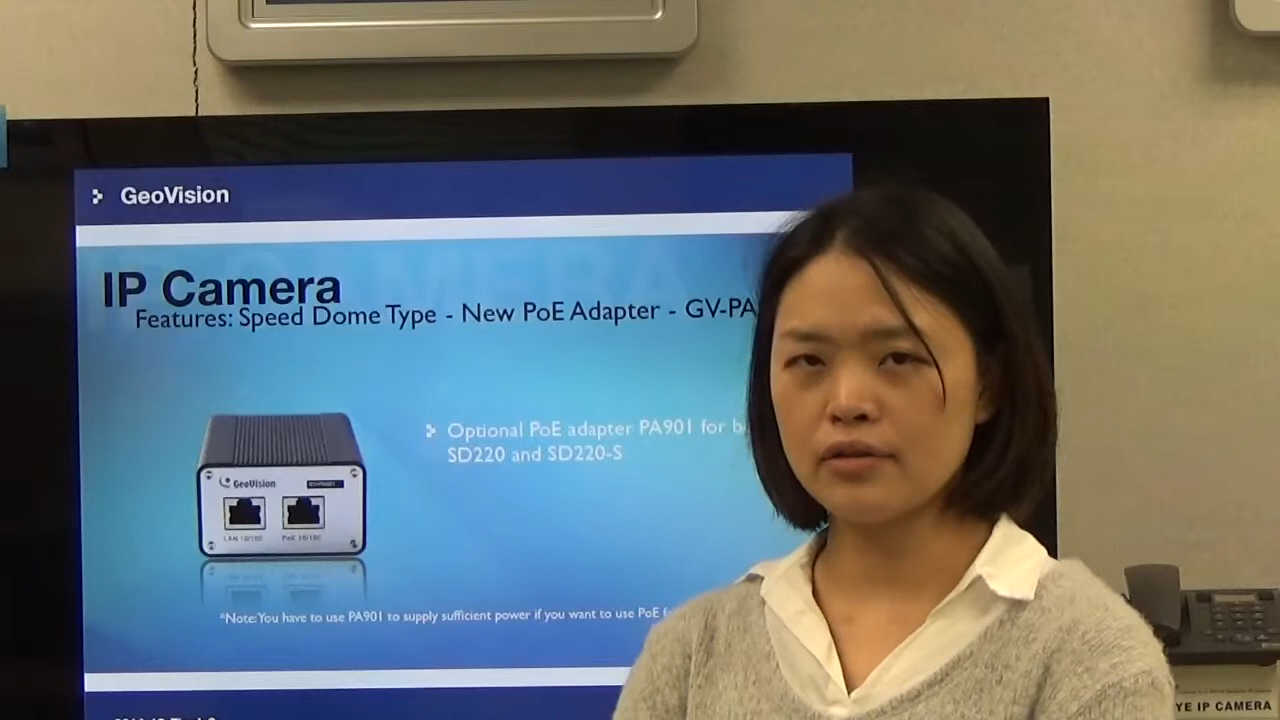 GeoVision
IP Camera
Features: Speed Dome Type - New PoE Adapter - GV-PA
Optional PoE adapter PA901 for b
SD220 and SD220-S
GeoVision
LAN 10/100 PoE 10/100
*Note: You have to use PA901 to supply sufficient power if you want to use PoE f
YE IP CAMERA